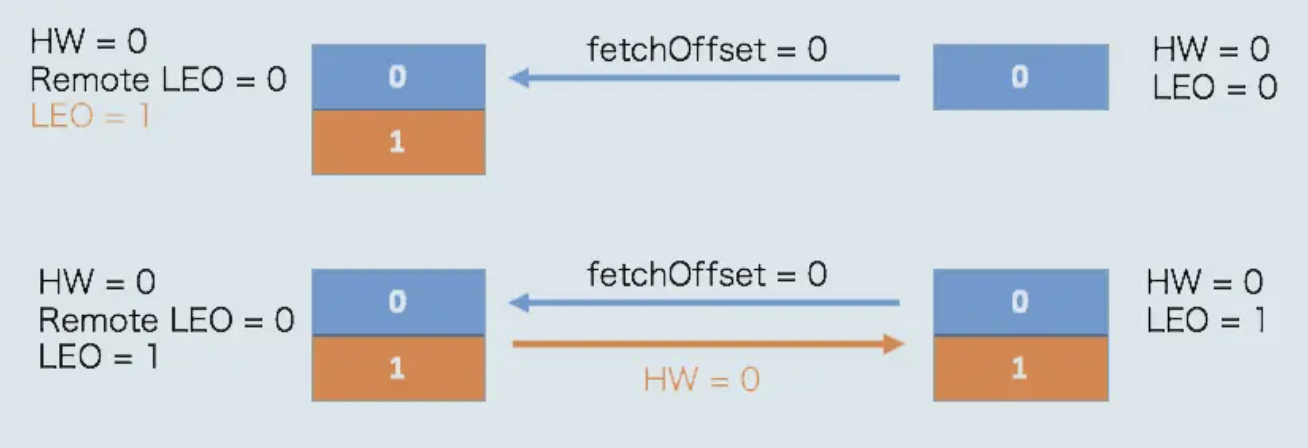 HW = 0
Remote LEO = 0
LEO = 1
0
1
fetchOffset = 0
0
HW = 0
LEO = 0
HW = 0
Remote LEO = 0
LEO = 1
0
1
fetchOffset = 0
HW = 0
0
1
HW = 0
LEO = 1